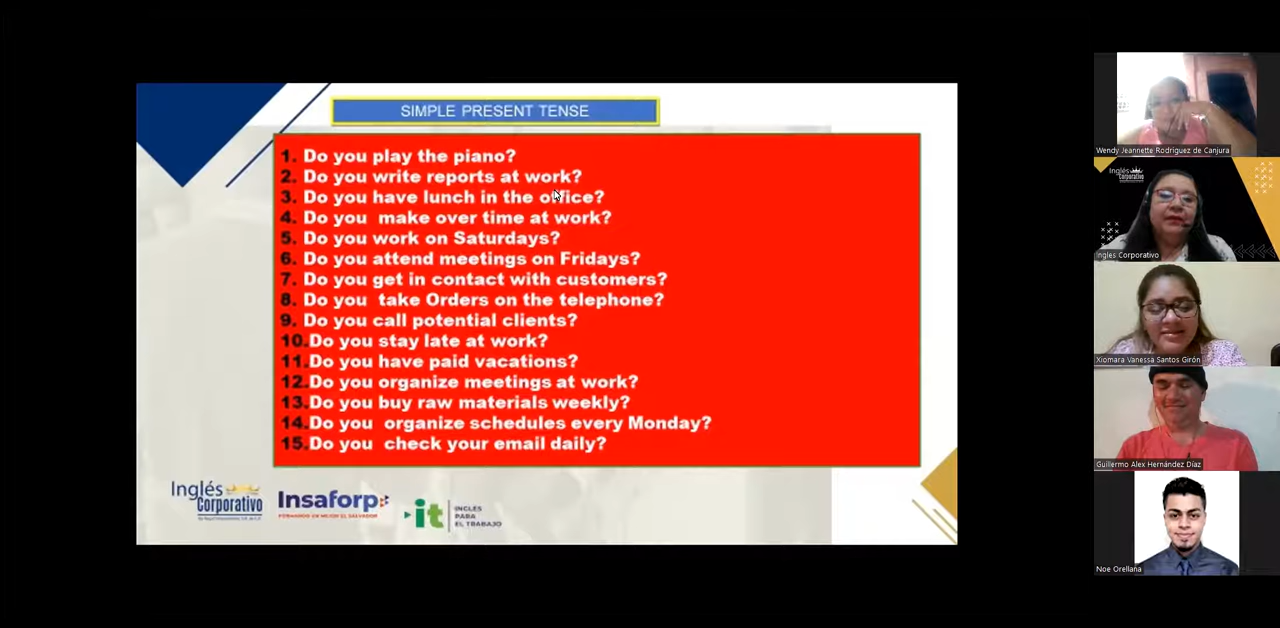 SIMPLE PRESENT TENSE
1. Do you play the piano?
2. Do you write reports at work?
3. Do you have lunch in the office?
4. Do you  make over time at work?
5. Do you work on Saturdays?
6. Do you attend meetings on Fridays?
7. Do you get in contact with customers?
8. Do you  take Orders on the telephone?
9. Do you call potential clients?
10.Do you stay late at work?
11.Do you have paid vacations?
12.Do you organize meetings at work?
13.Do you buy raw materials weekly?
14.Do you  organize schedules every Monday?
15.Do you  check your email daily?
Inglés
Corporativo
Insaforp
FORMANDO UN MEJOR EL SALVADOR
it
INGLES
PARA
EL TRABAJO
Wendy Jeannette Rodríguez de Canjura
Inglés
Corporativo
Ingles Corporativo
Xiomara Vanessa Santos Girón
Guillermo Alex Hernández Díaz
Noe Orellana